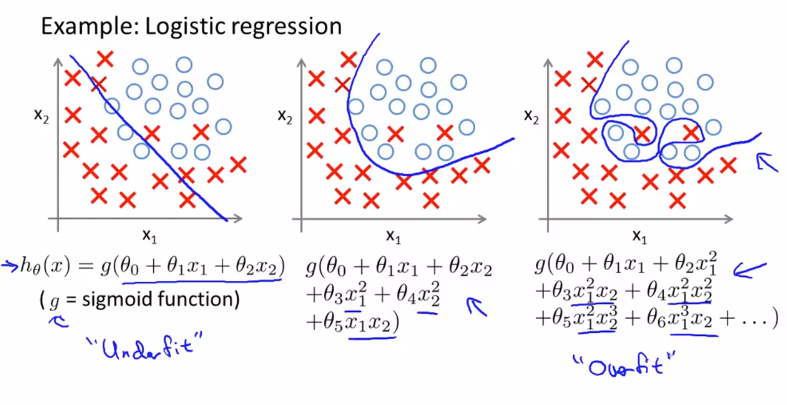 Example: Logistic regression
x₂
x₁
x₂
x₁
x₂
x₁
hθ(x) = g(θ₀ + θ₁x₁ + θ₂x₂)
( g = sigmoid function)
"Underfit"
g(θ₀ + θ₁x₁ + θ₂x₂
+θ₃x₁² + θ₄x₂²
+θ₅x₁x₂)
g(θ₀ + θ₁x₁ + θ₂x₁²
+θ₃x₁²x₂ + θ₄x₁²x₂²
+θ₅x₁²x₂³ + θ₆x₁³x₂ + ...)
"Overfit"